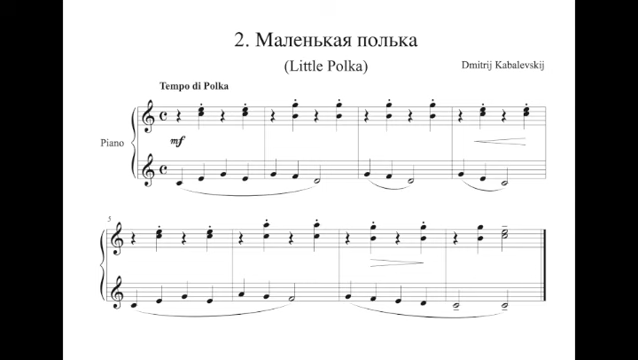 2. Маленькая полька
(Little Polka)
Dmitrij Kabalevskij
Tempo di Polka
Piano
mf
5